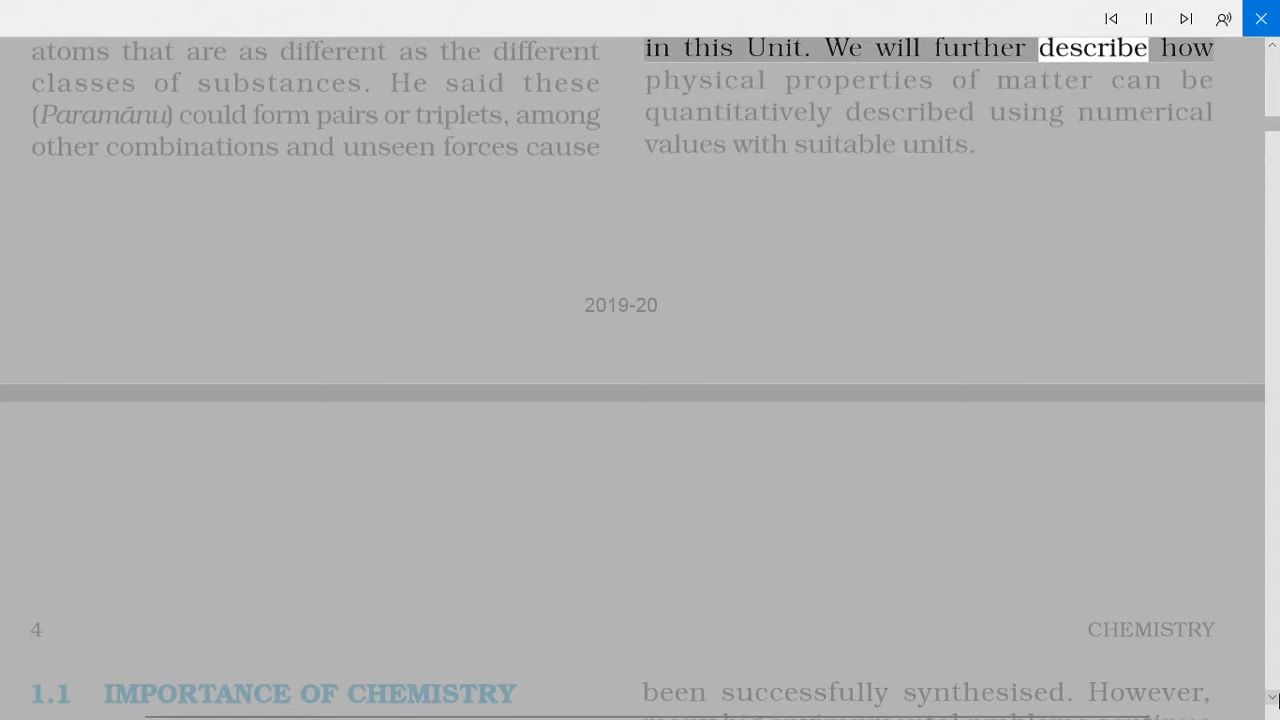 atoms that are as different as the different
classes of substances. He said these
(Paramānu) could form pairs or triplets, among
other combinations and unseen forces cause
in this Unit. We will further describe how
physical properties of matter can be
quantitatively described using numerical
values with suitable units.
2019-20
4
CHEMISTRY
1.1 IMPORTANCE OF CHEMISTRY
been successfully synthesised. However,